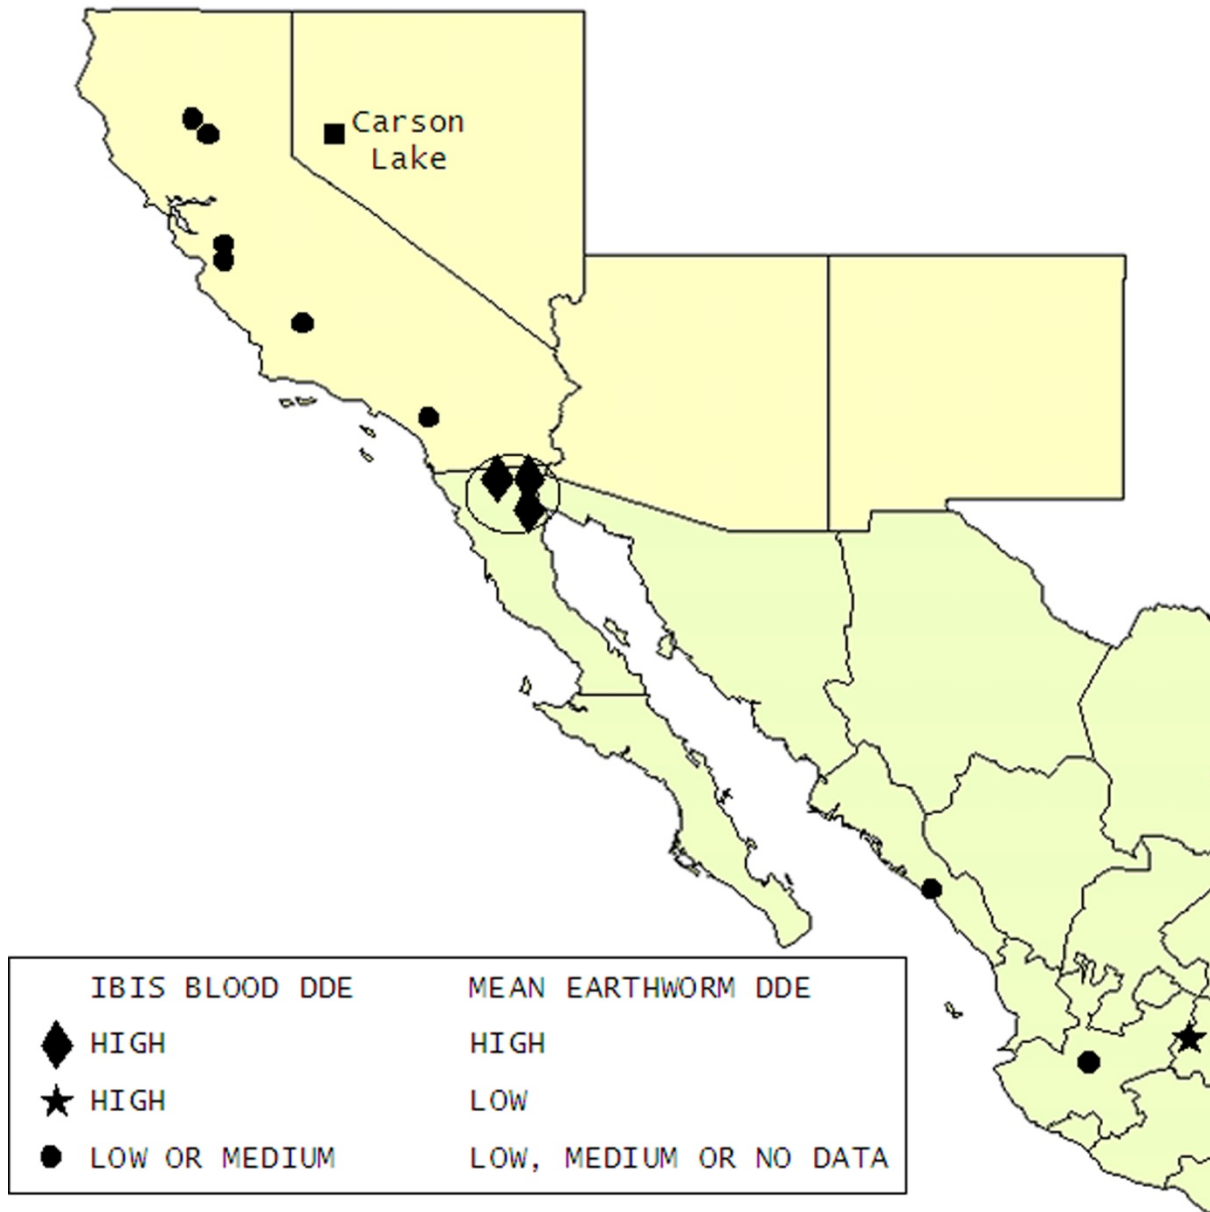 Carson
Lake
IBIS BLOOD DDE MEAN EARTHWORM DDE
HIGH HIGH
HIGH LOW
LOW OR MEDIUM LOW, MEDIUM OR NO DATA